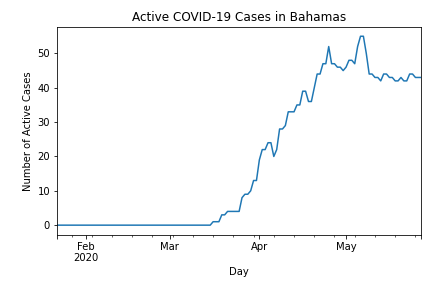 Active COVID-19 Cases in Bahamas
Number of Active Cases
50
40
30
20
10
0
Feb
2020
Mar
Apr
May
Day